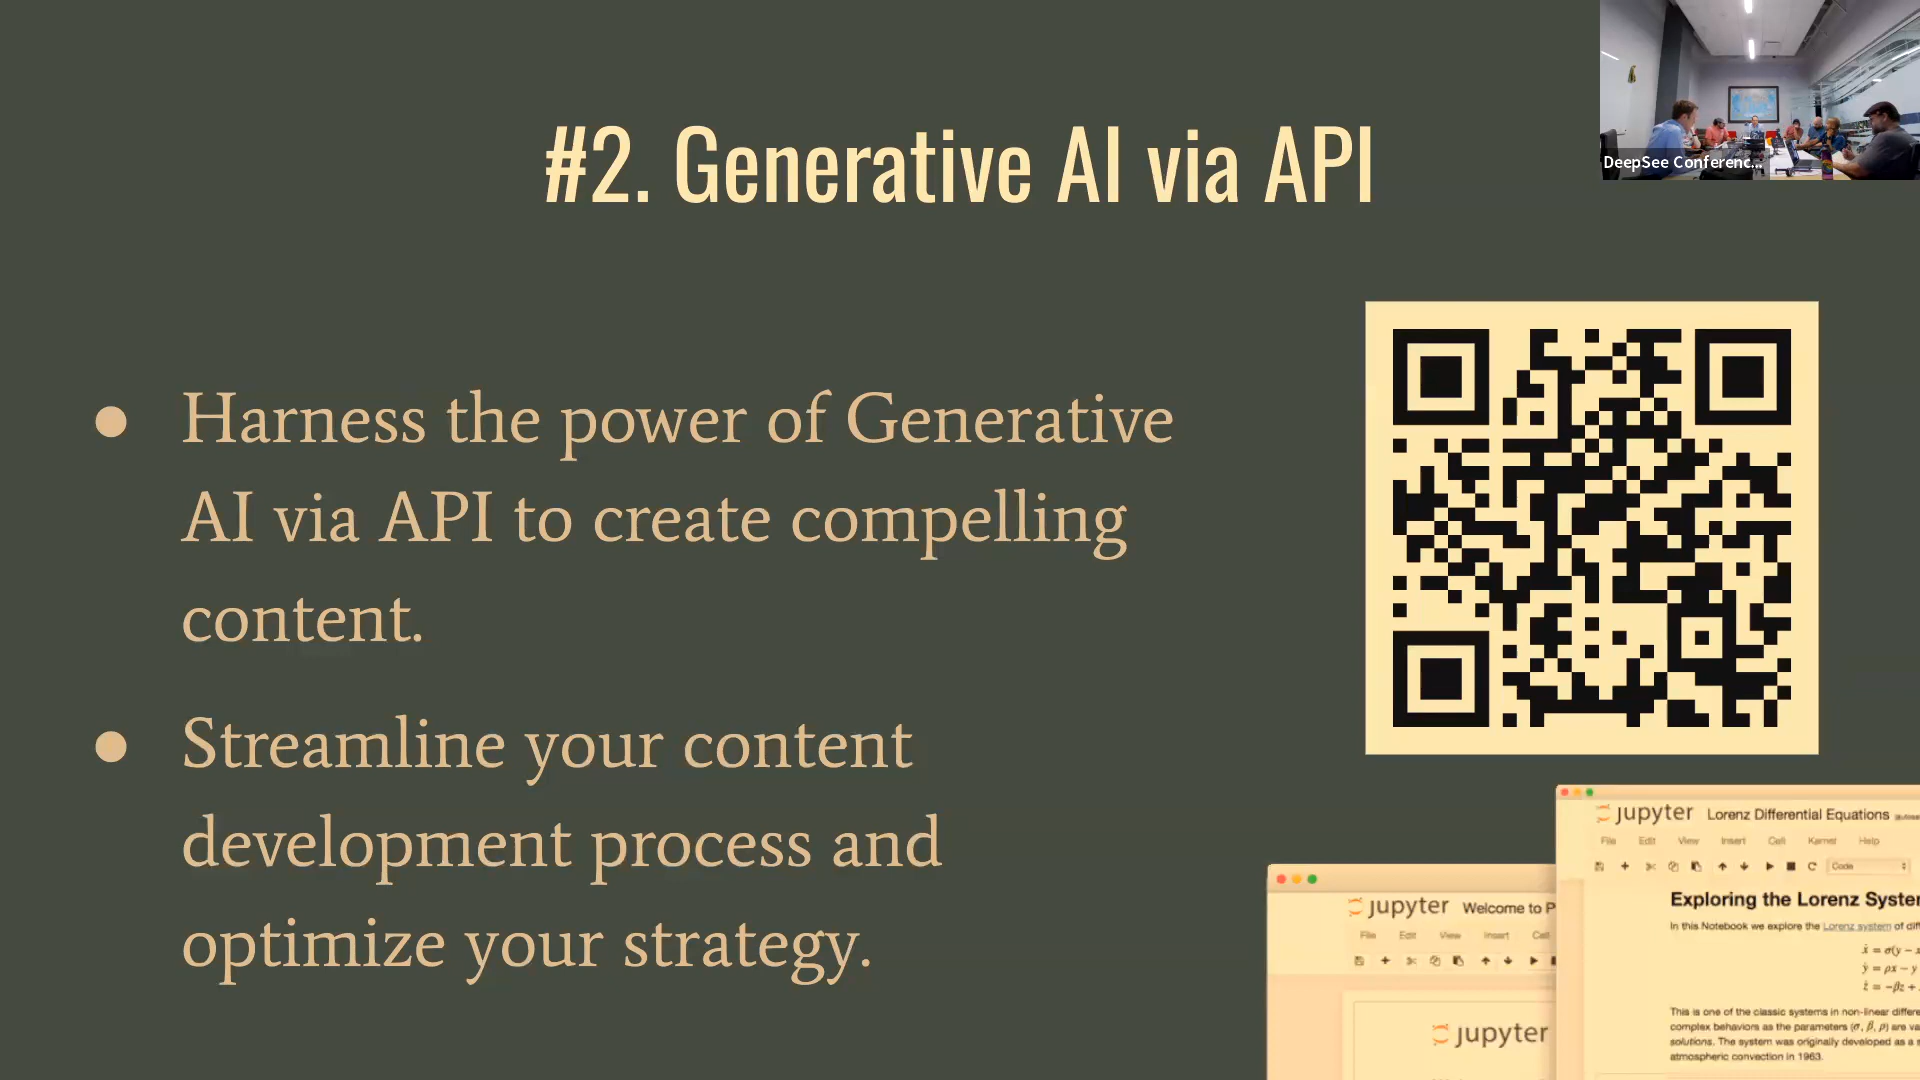 #2. Generative AI via API
DeepSee Conferenc...
● Harness the power of Generative
AI via API to create compelling
content.
● Streamline your content
development process and
optimize your strategy.
jupyter Lorenz Differential Equations
File Edit View Insert Cell Kernel Help
Code
Exploring the Lorenz Syste
In this Notebook we explore the Lorenz system of diff
ẋ = σ(y −
ẏ = ρx − y
ż = −βz +
This is one of the classic systems in non-linear differe
complex behaviors as the parameters (σ, β, ρ) are va
solutions. The system was originally developed as a s
atmospheric convection in 1963.
jupyter Welcome to P
File Edit View Insert Cell
jupyter